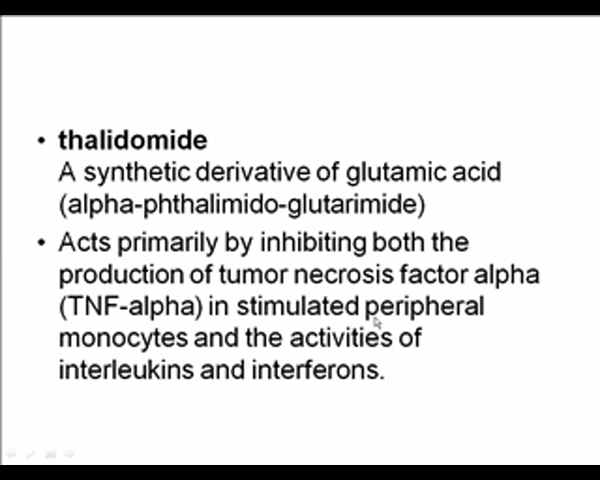 • thalidomide
A synthetic derivative of glutamic acid
(alpha-phthalimido-glutarimide)
• Acts primarily by inhibiting both the
production of tumor necrosis factor alpha
(TNF-alpha) in stimulated peripheral
monocytes and the activities of
interleukins and interferons.